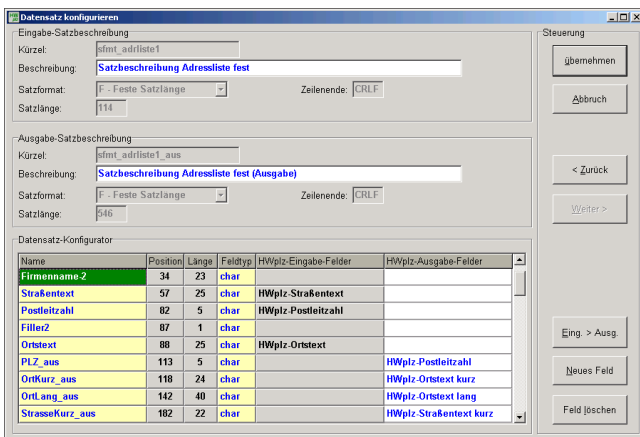 Datensatz konfigurieren
Eingabe-Satzbeschreibung
Kürzel: sfmt_adrliste1
Beschreibung: Satzbeschreibung Adressliste fest
Satzformat: F - Feste Satzlänge Zeilenende: CRLF
Satzlänge: 114
Ausgabe-Satzbeschreibung
Kürzel: sfmt_adrliste1_aus
Beschreibung: Satzbeschreibung Adressliste fest (Ausgabe)
Satzformat: F - Feste Satzlänge Zeilenende: CRLF
Satzlänge: 546
Datensatz-Konfigurator
Name Position Länge Feldtyp HWplz-Eingabe-Felder HWplz-Ausgabe-Felder
Firmenname-2 34 23 char
Straßentext 57 25 char HWplz-Straßentext
Postleitzahl 82 5 char HWplz-Postleitzahl
Filler2 87 1 char
Ortstext 88 25 char HWplz-Ortstext
PLZ_aus 113 5 char HWplz-Postleitzahl
OrtKurz_aus 118 24 char HWplz-Ortstext kurz
OrtLang_aus 142 40 char HWplz-Ortstext lang
StrasseKurz_aus 182 22 char HWplz-Straßentext kurz
Steuerung
übernehmen
Abbruch
< Zurück
Weiter >
Eing. > Ausg.
Neues Feld
Feld löschen